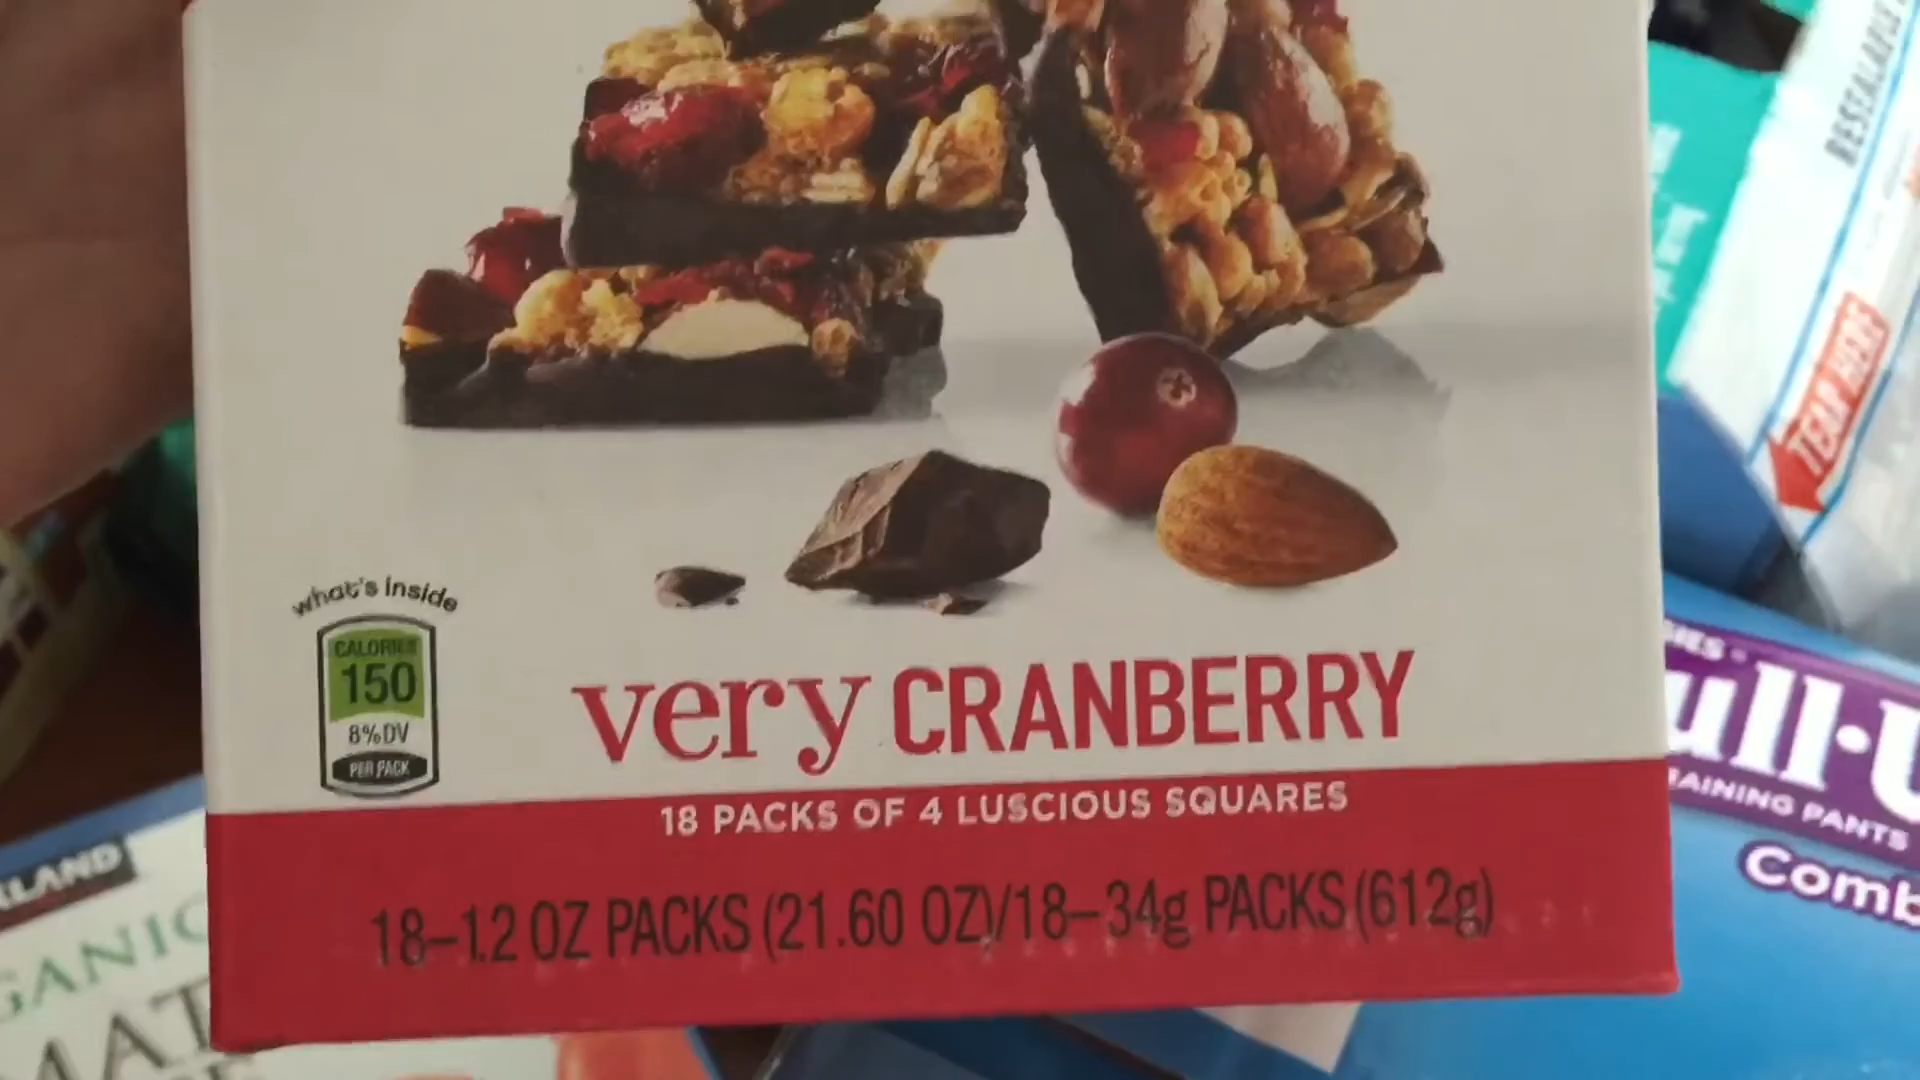 what's inside
CALORIES
150
8% DV
PER PACK
very CRANBERRY
18 PACKS OF 4 LUSCIOUS SQUARES
18–1.2 OZ PACKS (21.60 OZ)/18–34g PACKS (612g)
RESEALABLE
TEAR HERE
ull·U
AINING PANTS
Comb
LAND
GANIC
MAT